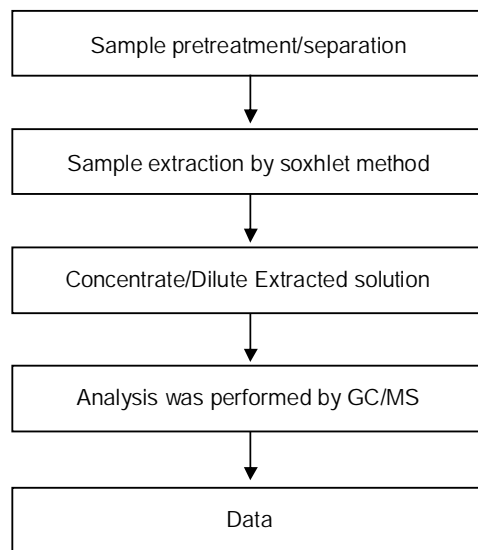 Sample pretreatment/separation
Sample extraction by soxhlet method
Concentrate/Dilute Extracted solution
Analysis was performed by GC/MS
Data